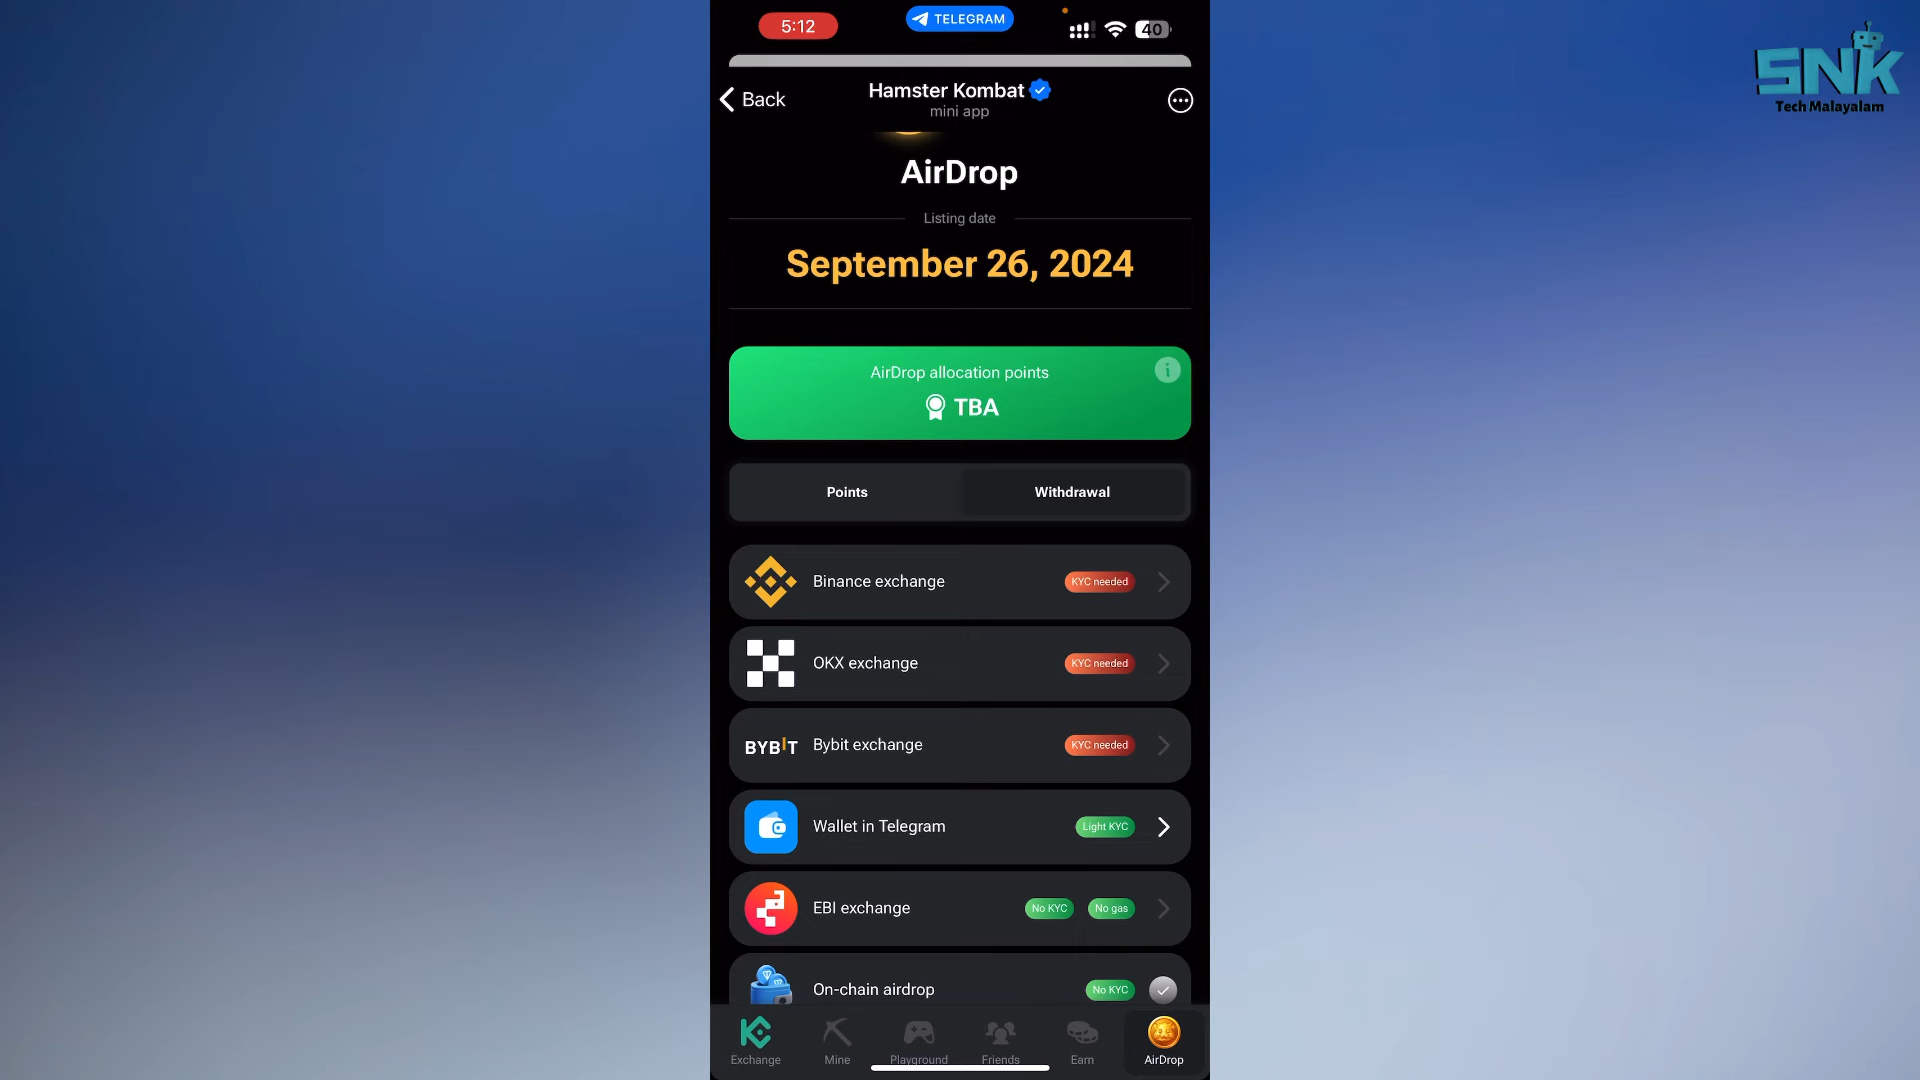 5:12
TELEGRAM
40
SNK
Tech Malayalam
Back
Hamster Kombat
mini app
AirDrop
Listing date
September 26, 2024
AirDrop allocation points
i
TBA
Points
Withdrawal
Binance exchange
KYC needed
OKX exchange
KYC needed
BYBIT
Bybit exchange
KYC needed
Wallet in Telegram
Light KYC
EBI exchange
No KYC
No gas
On-chain airdrop
No KYC
Exchange
Mine
Playground
Friends
Earn
AirDrop